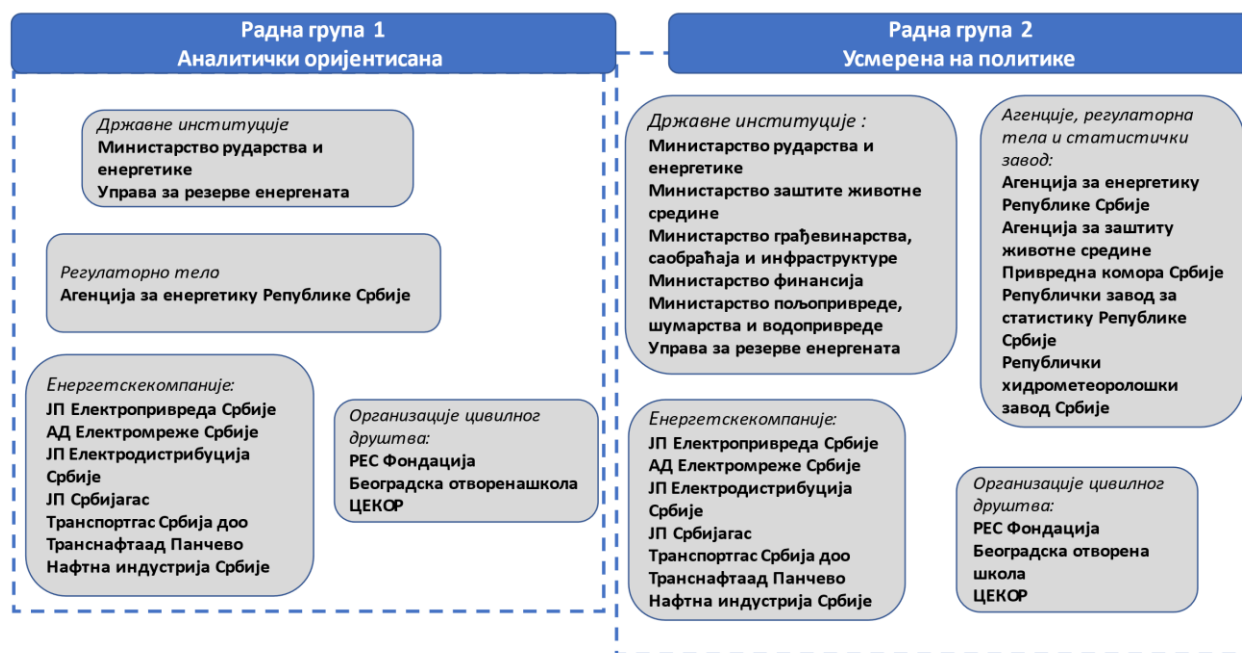 Радна група 1
Аналитички оријентисана
Државне институције
Министарство рударства и
енергетике
Управа за резерве енергената
Регулаторно тело
Агенција за енергетику Републике Србије
Енергетскекомпаније:
ЈП Електропривреда Србије
АД Електромреже Србије
ЈП Електродистрибуција
Србије
ЈП Србијагас
Транспортгас Србија доо
Транснафтаад Панчево
Нафтна индустрија Србије
Организације цивилног
друштва:
РЕС Фондација
Београдска отворенашкола
ЦЕКОР
Радна група 2
Усмерена на политике
Државне институције :
Министарство рударства и
енергетике
Министарство заштите животне
средине
Министарство грађевинарства,
саобраћаја и инфраструктуре
Министарство финансија
Министарство пољопривреде,
шумарства и водопривреде
Управа за резерве енергената
Агенције, регулаторна
тела и статистички
завод:
Агенција за енергетику
Републике Србије
Агенција за заштиту
животне средине
Привредна комора Србије
Републички завод за
статистику Републике
Србије
Републички
хидрометеоролошки
завод Србије
Енергетскекомпаније:
ЈП Електропривреда Србије
АД Електромреже Србије
ЈП Електродистрибуција
Србије
ЈП Србијагас
Транспортгас Србија доо
Транснафтаад Панчево
Нафтна индустрија Србије
Организације цивилног
друштва:
РЕС Фондација
Београдска отворена
школа
ЦЕКОР